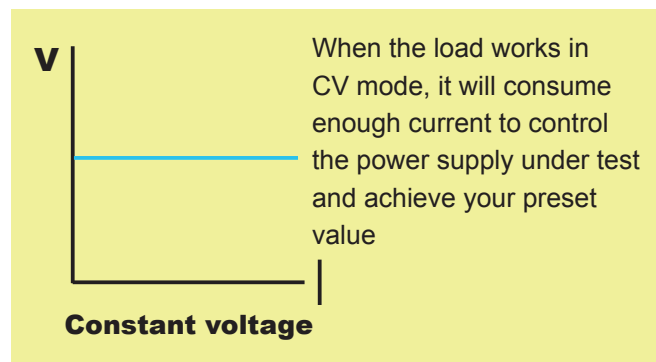 V
When the load works in
CV mode, it will consume
enough current to control
the power supply under test
and achieve your preset
value
I
Constant voltage